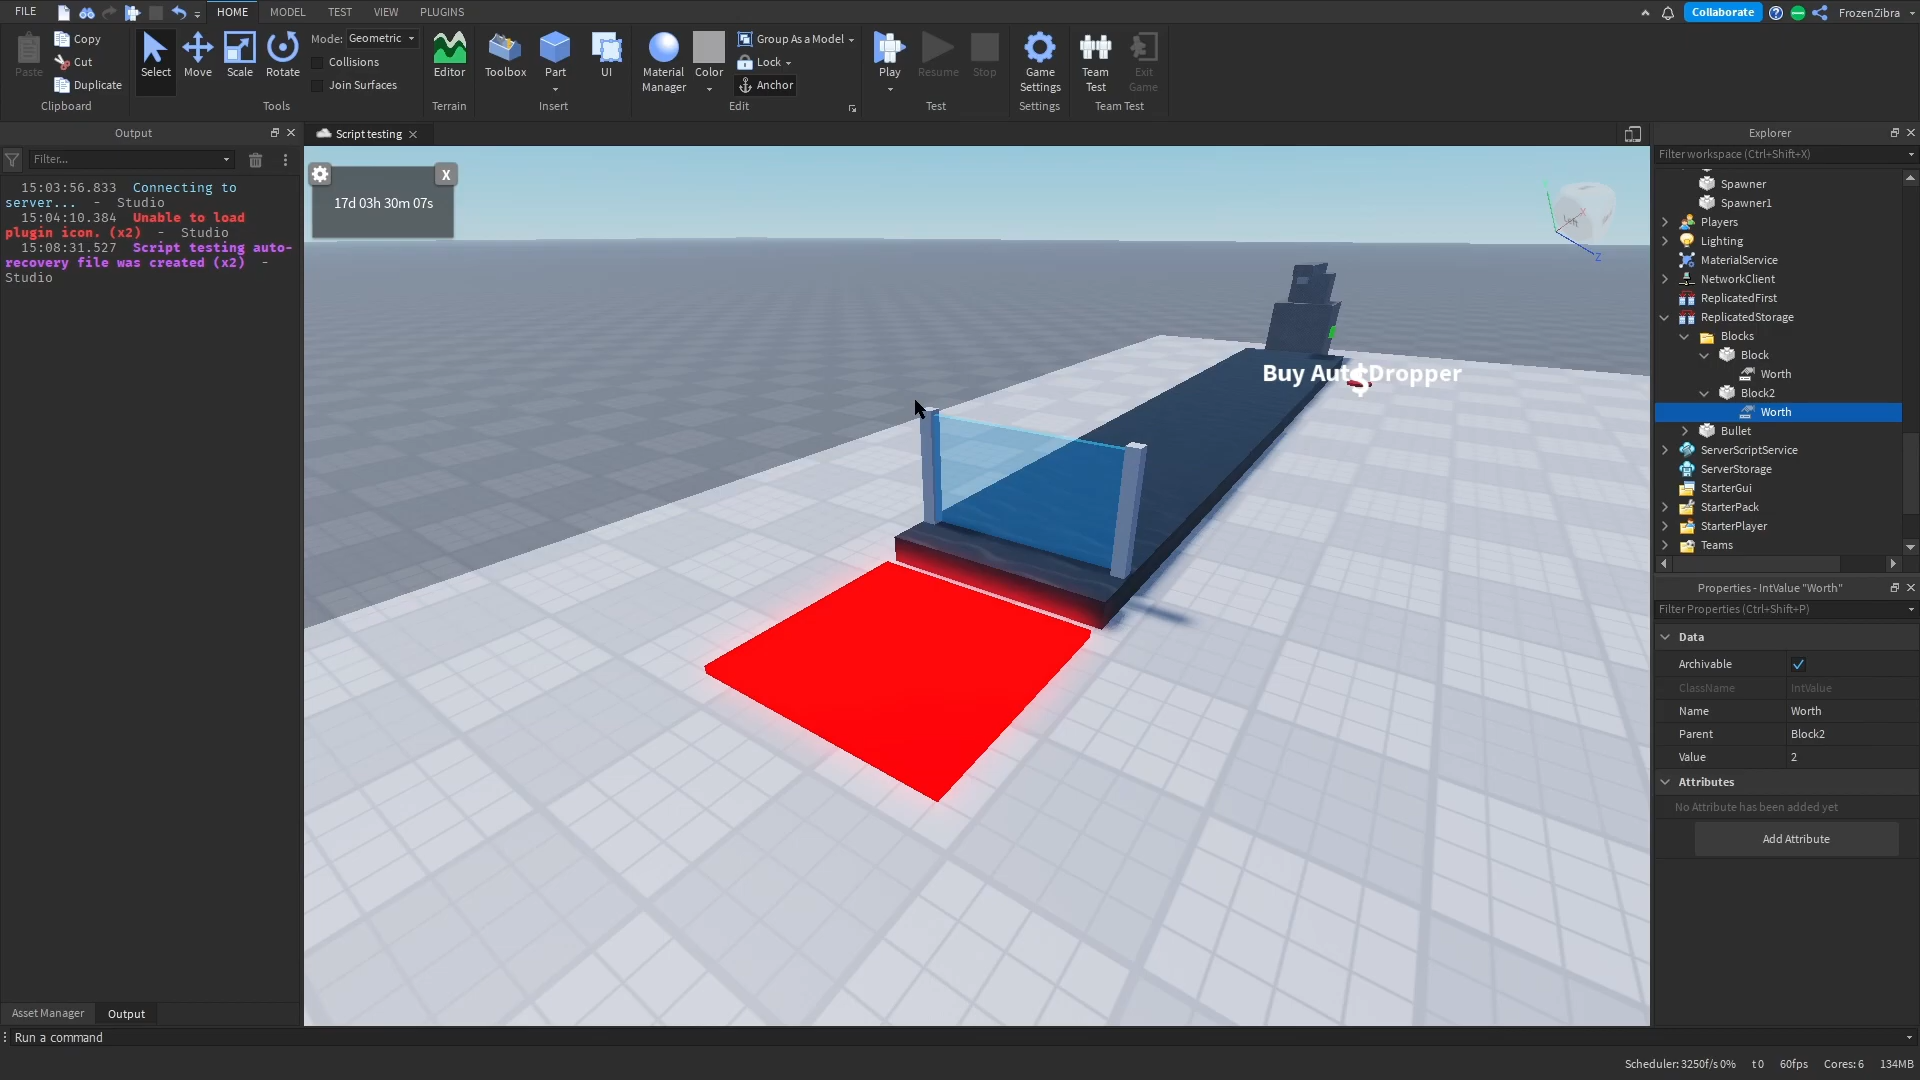 FILE
HOME
MODEL
TEST
VIEW
PLUGINS
Collaborate
FrozenZibra
Paste
Copy
Cut
Duplicate
Clipboard
Select
Move
Scale
Rotate
Mode: Geometric
Collisions
Join Surfaces
Tools
Editor
Terrain
Toolbox
Part
UI
Insert
Material
Manager
Color
Group As a Model
Lock
Anchor
Edit
Play
Resume
Stop
Test
Game
Settings
Settings
Team
Test
Exit
Game
Team Test
Output
Filter...
15:03:56.833 Connecting to
server... - Studio
15:04:10.384 Unable to load
plugin icon. (x2) - Studio
15:08:31.527 Script testing auto-
recovery file was created (x2) -
Studio
Asset Manager
Output
Script testing
X
17d 03h 30m 07s
Left
X
Z
Buy Auto Dropper
$
Explorer
Filter workspace (Ctrl+Shift+X)
Spawner
Spawner1
Players
Lighting
MaterialService
NetworkClient
ReplicatedFirst
ReplicatedStorage
Blocks
Block
Worth
Block2
Worth
Bullet
ServerScriptService
ServerStorage
StarterGui
StarterPack
StarterPlayer
Teams
Properties - IntValue "Worth"
Filter Properties (Ctrl+Shift+P)
Data
Archivable
ClassName IntValue
Name Worth
Parent Block2
Value 2
Attributes
No Attribute has been added yet
Add Attribute
Run a command
Scheduler: 3250f/s 0% t 0 60fps Cores: 6 134MB